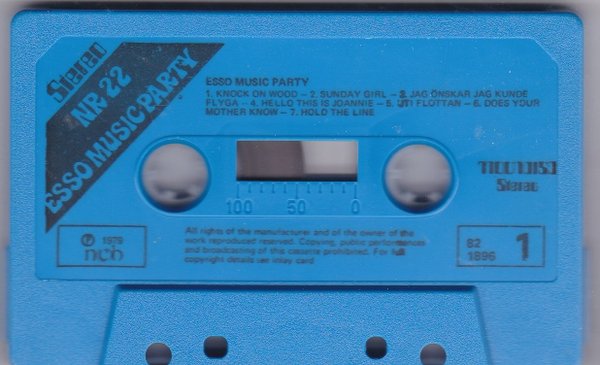 Stereo
NR 22
ESSO MUSIC PARTY
ESSO MUSIC PARTY
1. KNOCK ON WOOD – 2. SUNDAY GIRL – 3. JAG ÖNSKAR JAG KUNDE
FLYGA – 4. HELLO THIS IS JOANNIE – 5. UTI FLOTTAN – 6. DOES YOUR
MOTHER KNOW – 7. HOLD THE LINE
Stereo
100 50 0
℗ 1979
ncb
All rights of the manufacturer and of the owner of the
work reproduced reserved. Copying, public performances
and broadcasting of this cassette prohibited. For full
copyright details see inlay card
82
1896
1